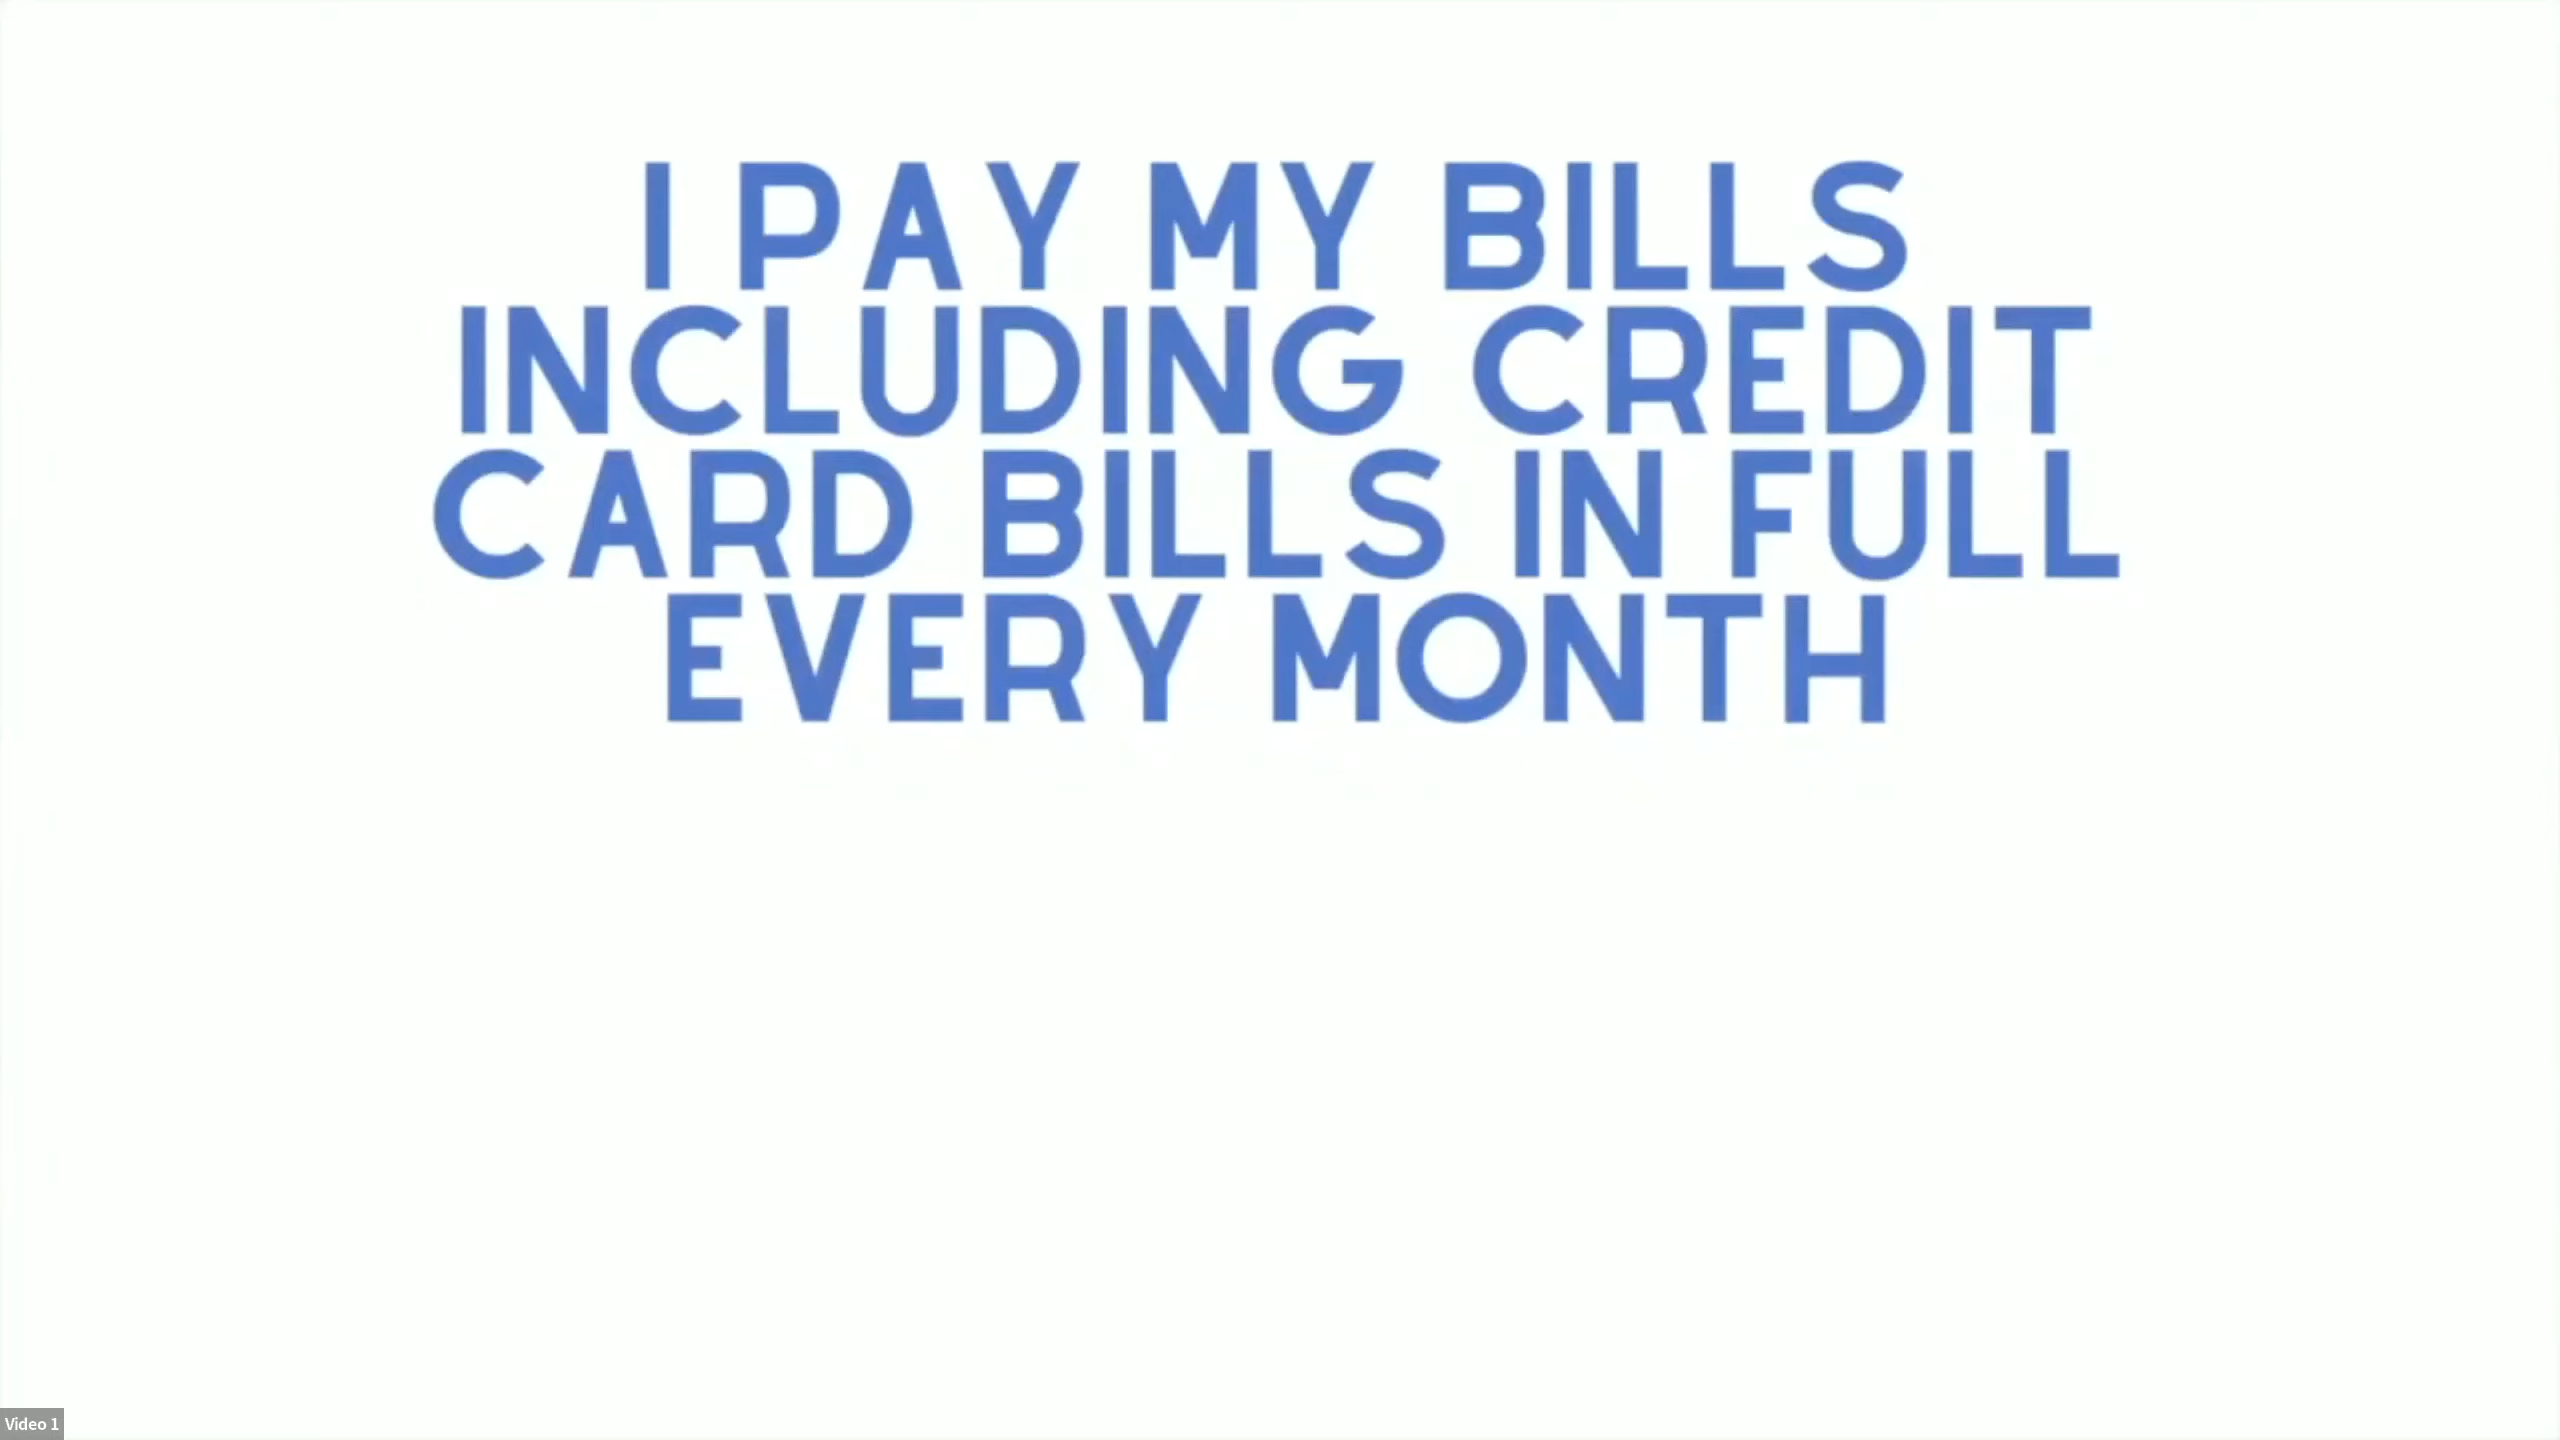 I PAY MY BILLS
INCLUDING CREDIT
CARD BILLS IN FULL
EVERY MONTH
Video 1